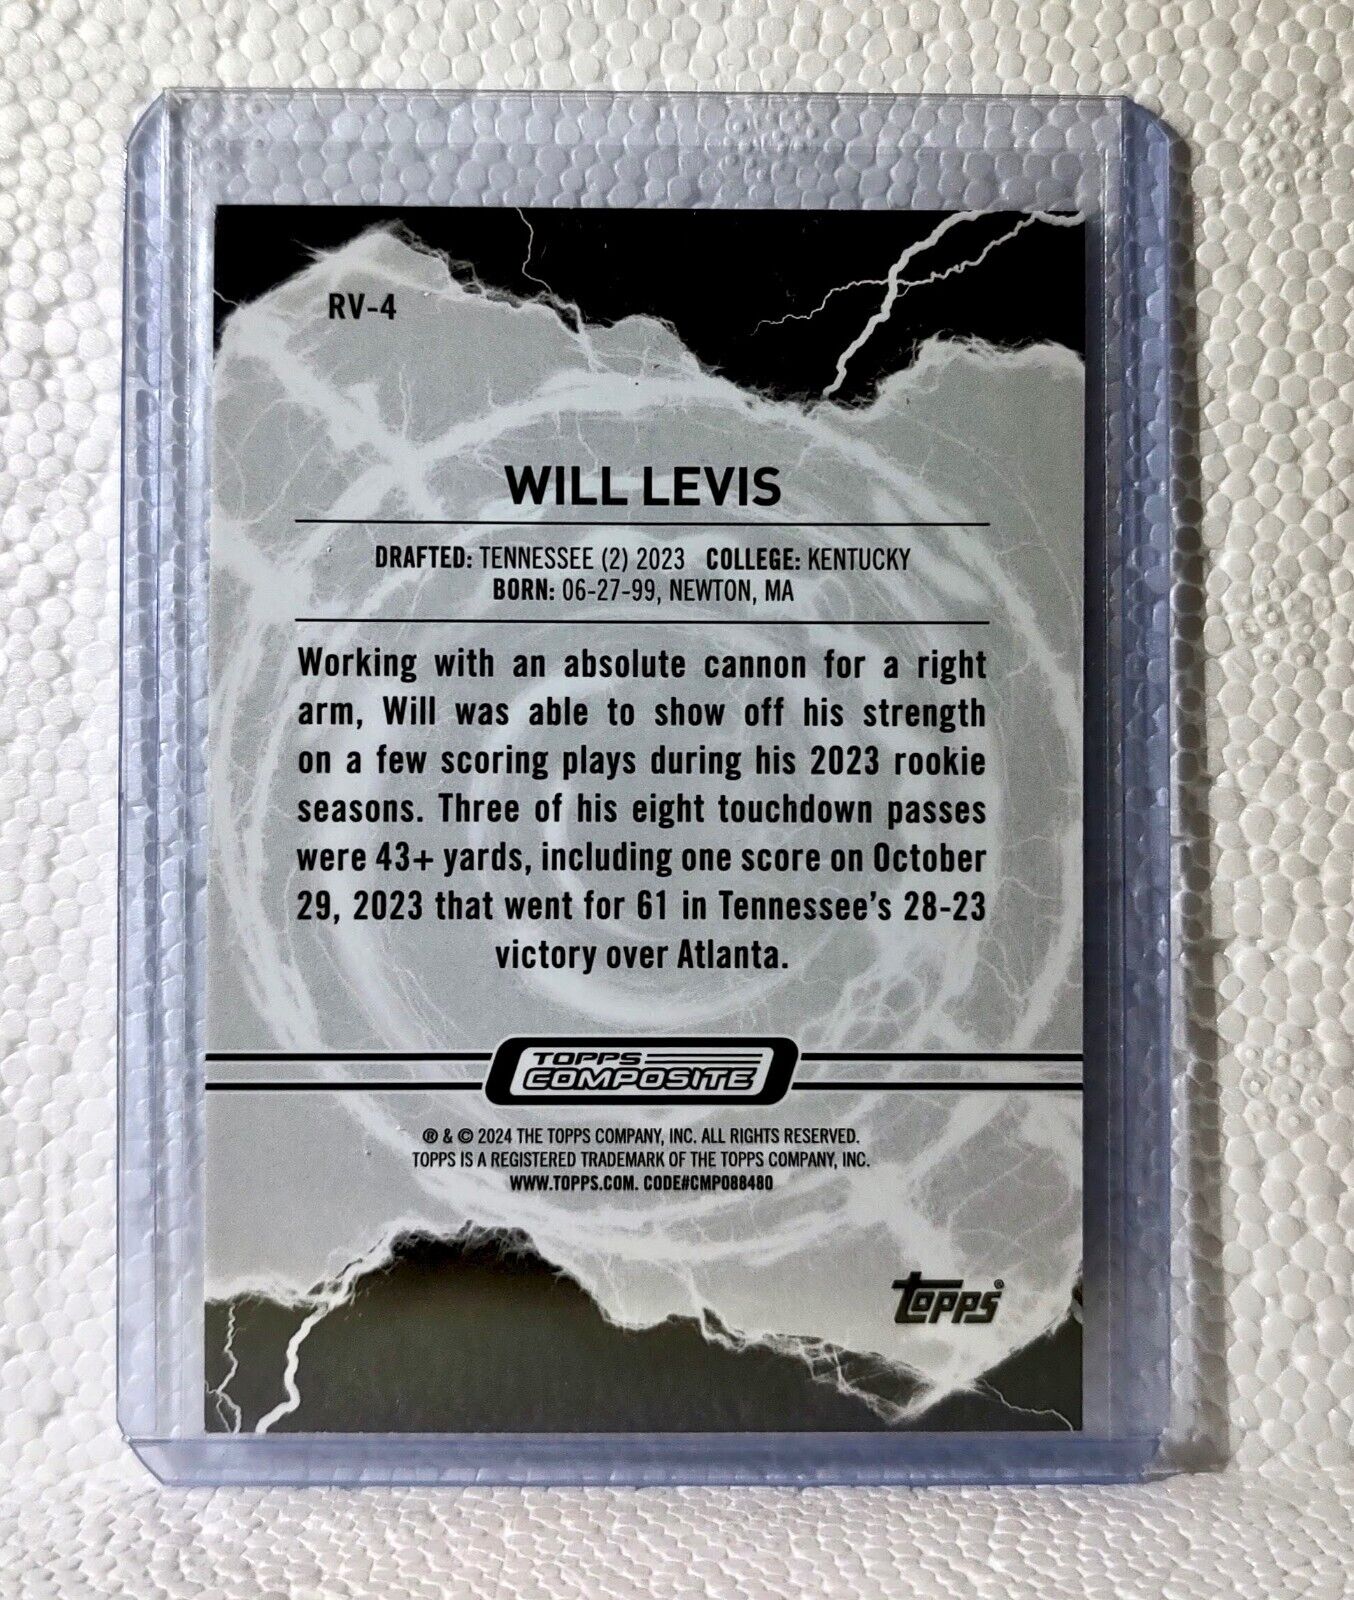 RV-4
WILL LEVIS
DRAFTED: TENNESSEE (2) 2023 COLLEGE: KENTUCKY
BORN: 06-27-99, NEWTON, MA
Working with an absolute cannon for a right
arm, Will was able to show off his strength
on a few scoring plays during his 2023 rookie
seasons. Three of his eight touchdown passes
were 43+ yards, including one score on October
29, 2023 that went for 61 in Tennessee's 28-23
victory over Atlanta.
TOPPS
COMPOSITE
® & © 2024 THE TOPPS COMPANY, INC. ALL RIGHTS RESERVED.
TOPPS IS A REGISTERED TRADEMARK OF THE TOPPS COMPANY, INC.
WWW.TOPPS.COM. CODE#CMP088480
topps®